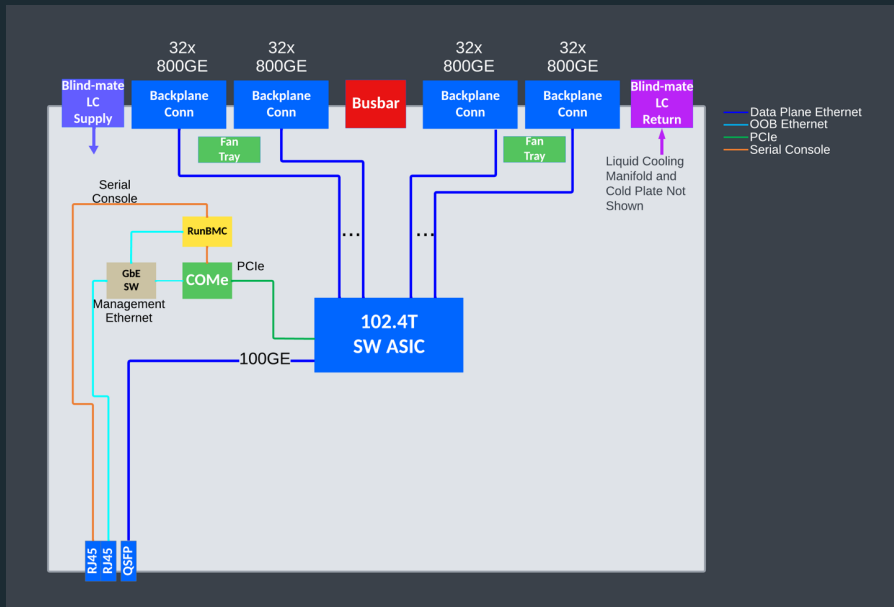 32x
800GE
32x
800GE
32x
800GE
32x
800GE
Blind-mate
LC
Supply
Backplane
Conn
Backplane
Conn
Busbar
Backplane
Conn
Backplane
Conn
Blind-mate
LC
Return
Data Plane Ethernet
OOB Ethernet
PCIe
Serial Console
Fan
Tray
Fan
Tray
Liquid Cooling
Manifold and
Cold Plate Not
Shown
Serial
Console
RunBMC
...
...
GbE
SW
COMe
PCIe
Management
Ethernet
102.4T
SW ASIC
100GE
RJ45
RJ45
QSFP